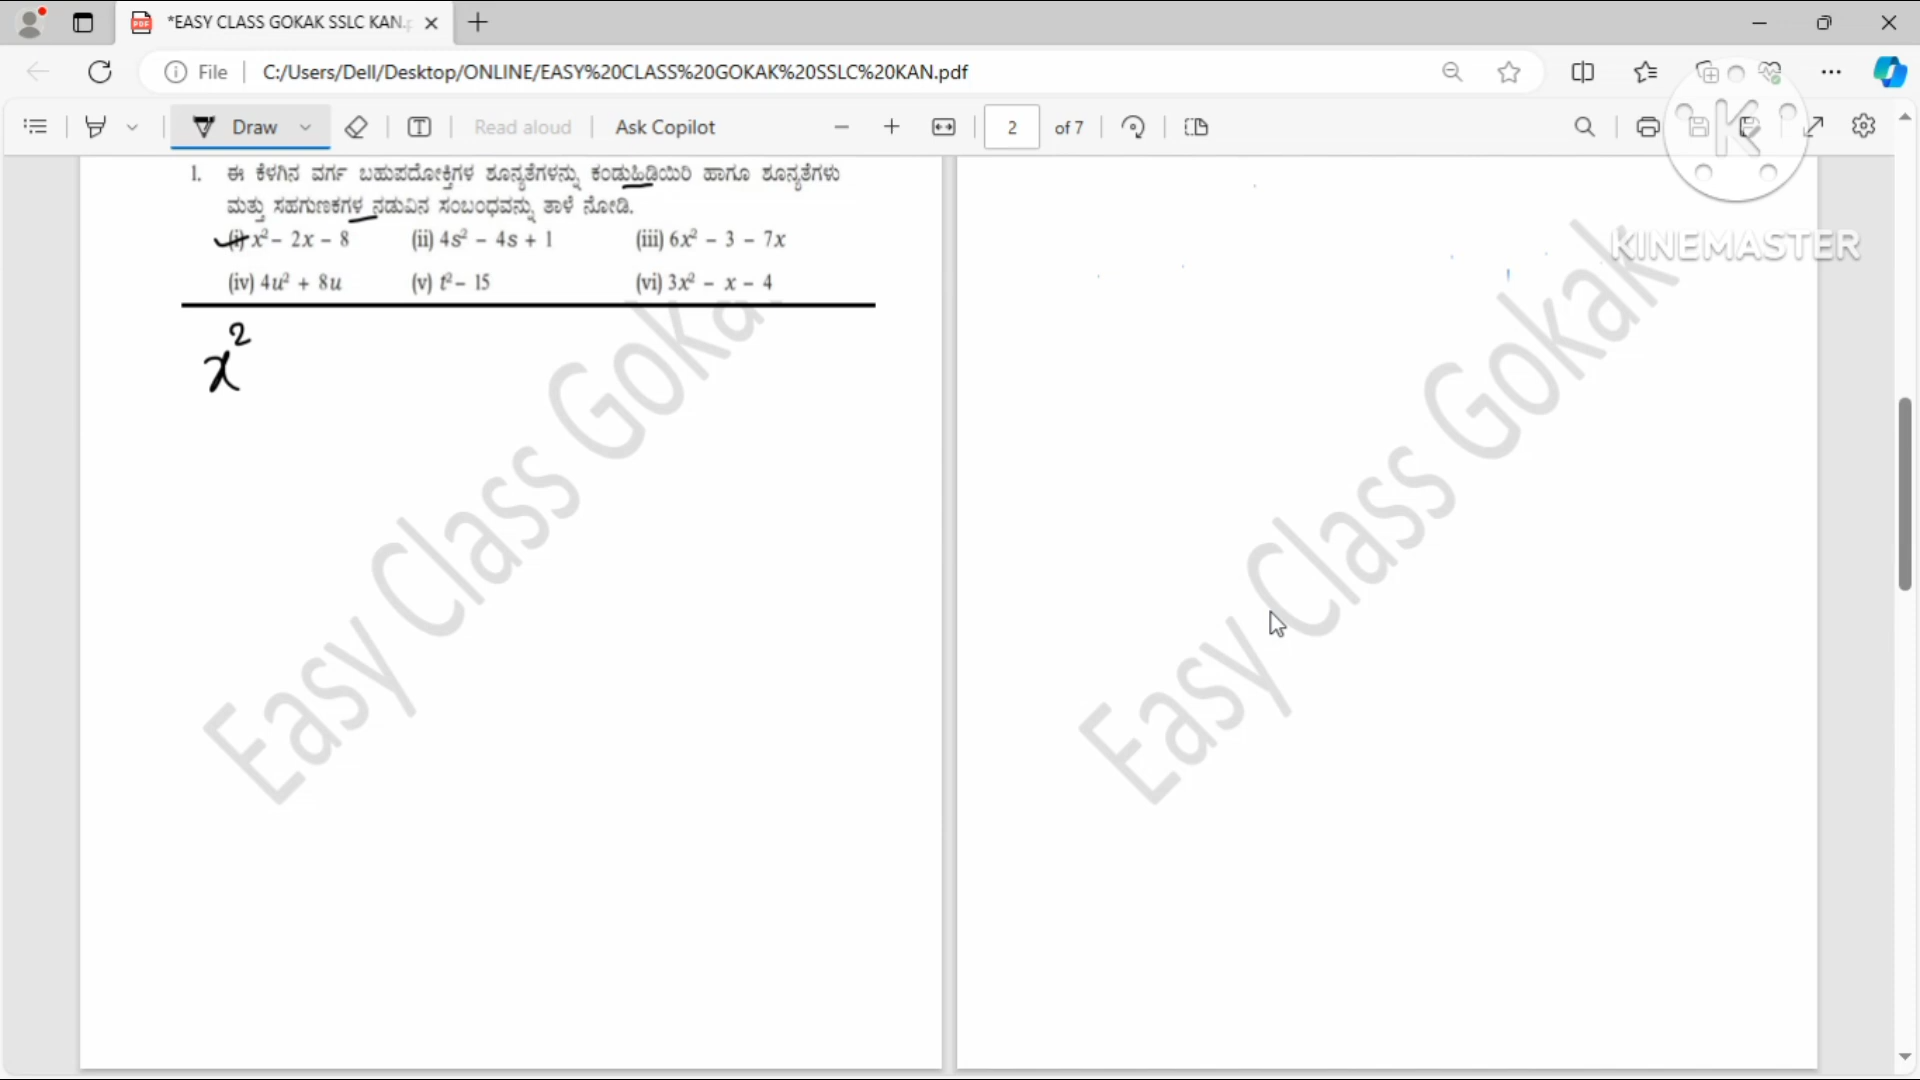 *EASY CLASS GOKAK SSLC KAN.p
File C:/Users/Dell/Desktop/ONLINE/EASY%20CLASS%20GOKAK%20SSLC%20KAN.pdf
Draw Read aloud Ask Copilot 2 of 7
KINEMASTER
1. ಈ ಕೆಳಗಿನ ವರ್ಗ ಬಹುಪದೋಕ್ತಿಗಳ ಶೂನ್ಯತೆಗಳನ್ನು ಕಂಡುಹಿಡಿಯಿರಿ ಹಾಗೂ ಶೂನ್ಯತೆಗಳು
ಮತ್ತು ಸಹಗುಣಕಗಳ ನಡುವಿನ ಸಂಬಂಧವನ್ನು ತಾಳೆ ನೋಡಿ.
(i) x² – 2x – 8 (ii) 4s² – 4s + 1 (iii) 6x² – 3 – 7x
(iv) 4u² + 8u (v) t² – 15 (vi) 3x² – x – 4
x²
Easy Class Goka
Easy Class Gokak